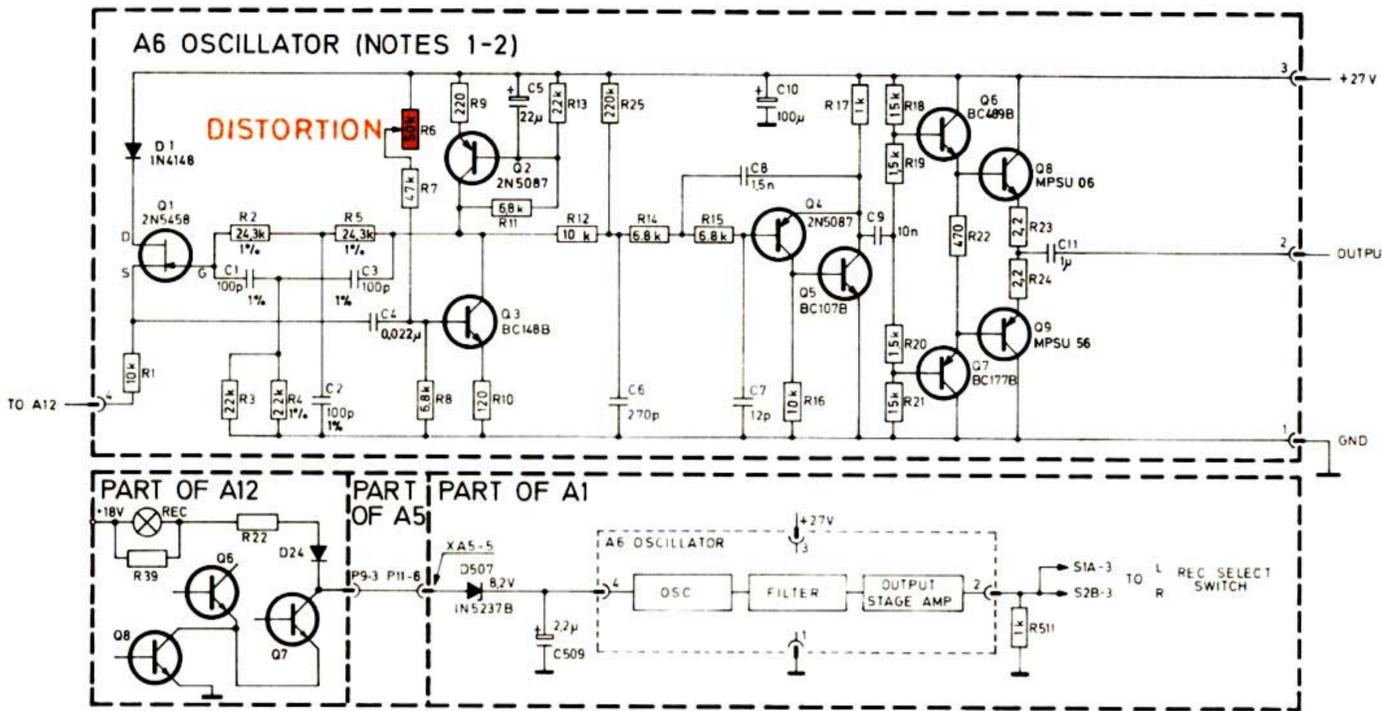 A6 OSCILLATOR (NOTES 1-2)
3
+27V
DISTORTION
50k
R6
220
R9
C5
+
22μ
2,2k
R13
220k
R25
+
C10
100μ
R17
1k
15k
R18
Q6
BC489B
D1
1N4148
Q2
2N5087
C8
1,5n
1,5k
R19
Q8
MPSU 06
Q1
2N5458
47k
R7
6,8k
R11
Q4
2N5087
C9
10n
470
R22
2,2
R23
R2
24,3k
1%
R5
24,3k
1%
R12
10 k
R14
6.8k
R15
6.8k
D
S
G
C1
100p
1%
C3
100p
1%
2,2
R24
C11
1μ
2
OUTPU
C4
0,022μ
Q3
BC148B
Q5
BC107B
1,5k
R20
Q9
MPSU 56
Q7
BC177B
10k
R1
TO A12
4
22k
R3
2.2k
R4
1%
C2
100p
1%
6,8k
R8
120
R10
C6
270p
C7
12p
10k
R16
15k
R21
1
GND
PART OF A12
PART OF A5
PART OF A1
+18V
REC
R22
R39
D24
Q6
Q8
Q7
P9-3 P11-6
XA5-5
D507
8,2V
1N5237B
+
2,2μ
C509
A6 OSCILLATOR
+27V
3
4
OSC
FILTER
OUTPUT
STAGE AMP
2
1
1k
R511
S1A-3
S2B-3
TO
L
R
REC SELECT
SWITCH